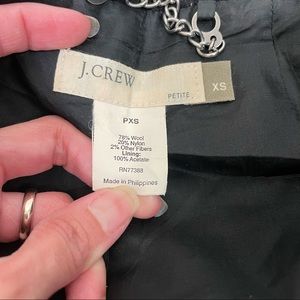 J.CREW
PETITE
XS
PXS
78% Wool
20% Nylon
2% Other Fibers
Lining:
100% Acetate
RN77388
Made in Philippines